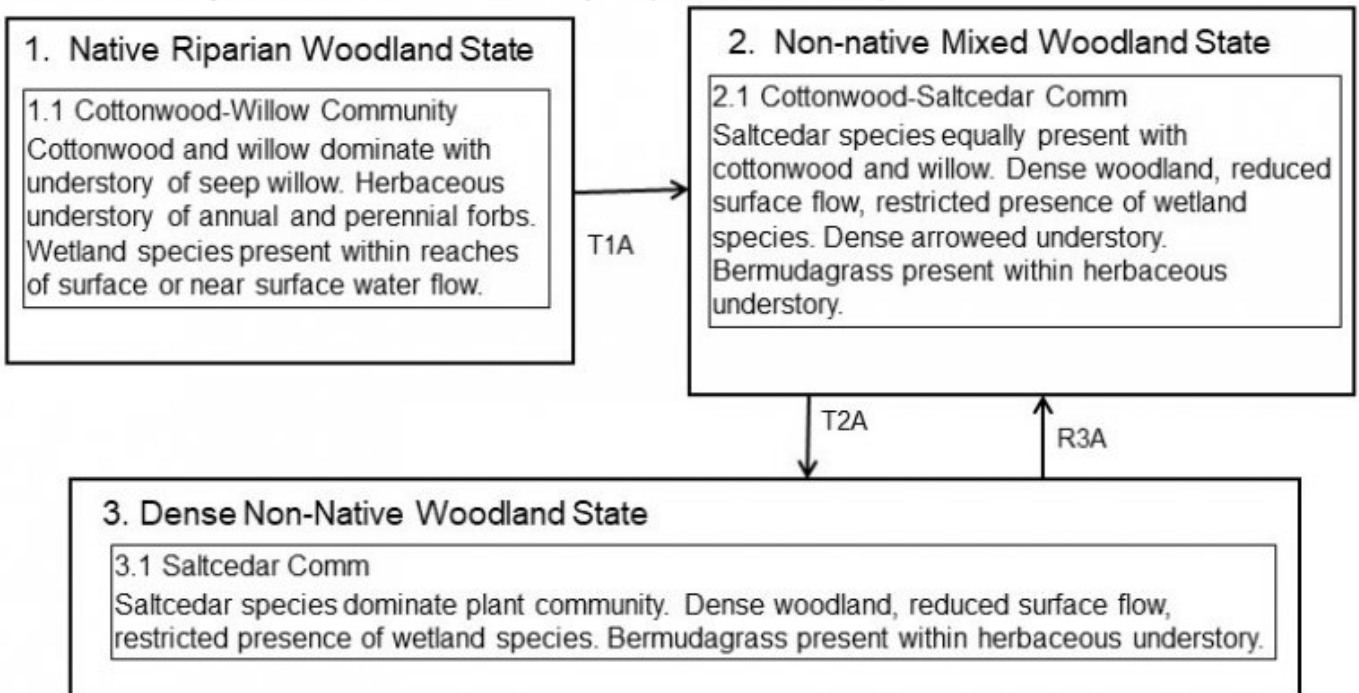 1. Native Riparian Woodland State
1.1 Cottonwood-Willow Community
Cottonwood and willow dominate with
understory of seep willow. Herbaceous
understory of annual and perennial forbs.
Wetland species present within reaches
of surface or near surface water flow.
T1A
2. Non-native Mixed Woodland State
2.1 Cottonwood-Saltcedar Comm
Saltcedar species equally present with
cottonwood and willow. Dense woodland, reduced
surface flow, restricted presence of wetland
species. Dense arroweed understory.
Bermudagrass present within herbaceous
understory.
T2A
R3A
3. Dense Non-Native Woodland State
3.1 Saltcedar Comm
Saltcedar species dominate plant community. Dense woodland, reduced surface flow,
restricted presence of wetland species. Bermudagrass present within herbaceous understory.